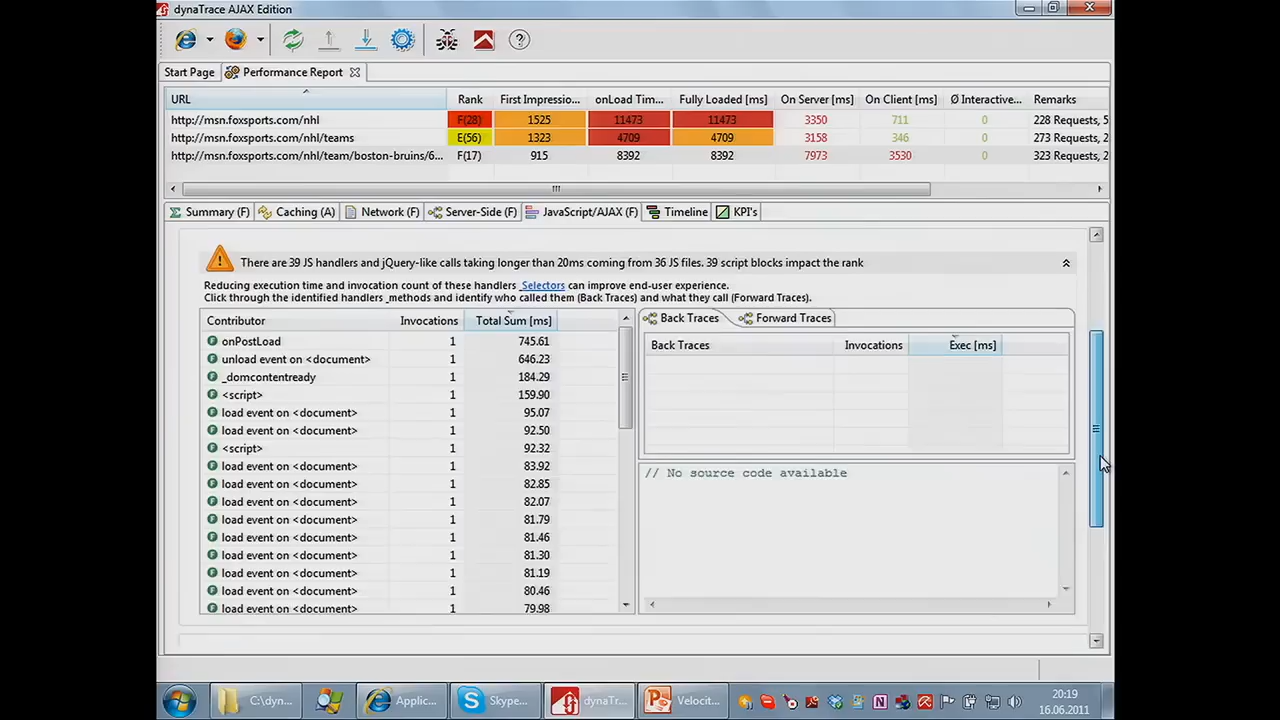 dynaTrace AJAX Edition
Start Page Performance Report
URL Rank First Impressio... onLoad Tim... Fully Loaded [ms] On Server [ms] On Client [ms] Ø Interactive... Remarks
http://msn.foxsports.com/nhl F(28) 1525 11473 11473 3350 711 0 228 Requests, 5
http://msn.foxsports.com/nhl/teams E(56) 1323 4709 4709 3158 346 0 273 Requests, 2
http://msn.foxsports.com/nhl/team/boston-bruins/6... F(17) 915 8392 8392 7973 3530 0 323 Requests, 2
Summary (F) Caching (A) Network (F) Server-Side (F) JavaScript/AJAX (F) Timeline KPI's
There are 39 JS handlers and jQuery-like calls taking longer than 20ms coming from 36 JS files. 39 script blocks impact the rank
Reducing execution time and invocation count of these handlers _Selectors can improve end-user experience.
Click through the identified handlers _methods and identify who called them (Back Traces) and what they call (Forward Traces).
Contributor Invocations Total Sum [ms] Back Traces Forward Traces
Back Traces Invocations Exec [ms]
onPostLoad 1 745.61
unload event on <document> 1 646.23
_domcontentready 1 184.29
<script> 1 159.90
load event on <document> 1 95.07
load event on <document> 1 92.50
<script> 1 92.32
load event on <document> 1 83.92
load event on <document> 1 82.85
load event on <document> 1 82.07
load event on <document> 1 81.79
load event on <document> 1 81.46
load event on <document> 1 81.30
load event on <document> 1 81.19
load event on <document> 1 80.46
load event on <document> 1 79.98
// No source code available
C:\dyn... Applic... Skype... dynaTr... Velocit...
20:19
16.06.2011